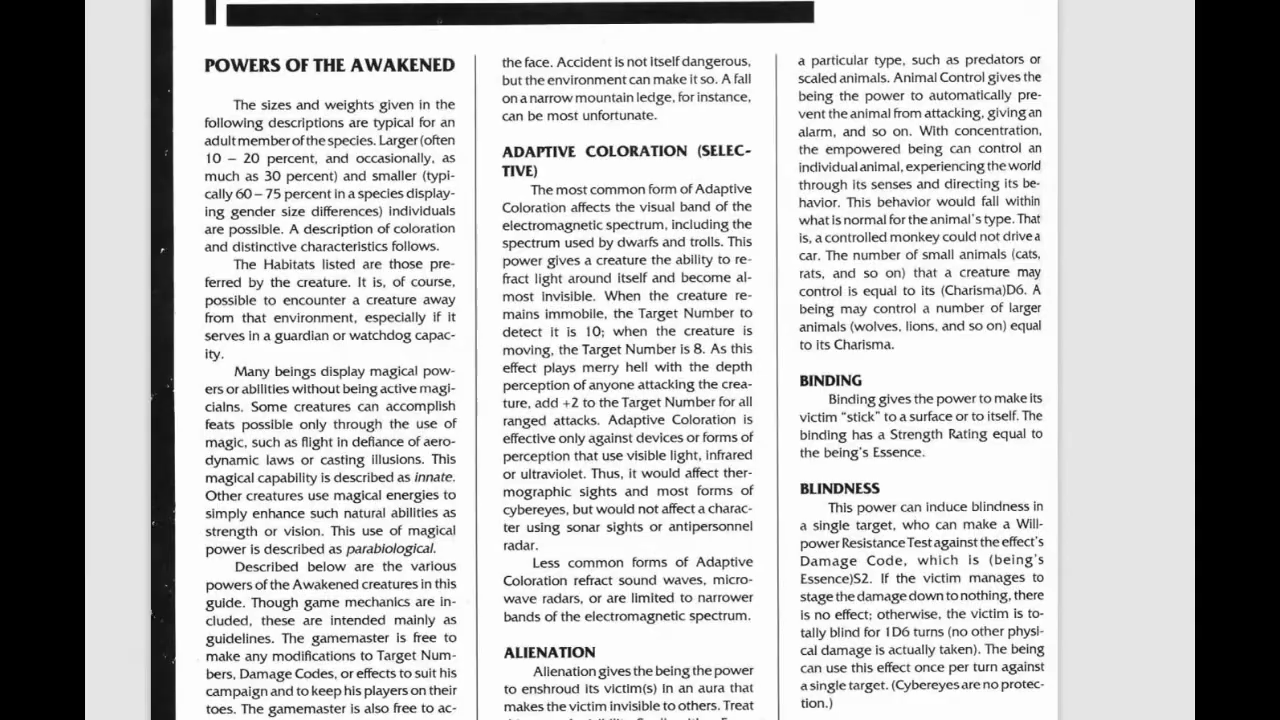 POWERS OF THE AWAKENED
The sizes and weights given in the
following descriptions are typical for an
adult member of the species. Larger (often
10 – 20 percent, and occasionally, as
much as 30 percent) and smaller (typi-
cally 60 – 75 percent in a species display-
ing gender size differences) individuals
are possible. A description of coloration
and distinctive characteristics follows.
The Habitats listed are those pre-
ferred by the creature. It is, of course,
possible to encounter a creature away
from that environment, especially if it
serves in a guardian or watchdog capac-
ity.
Many beings display magical pow-
ers or abilities without being active magi-
cians. Some creatures can accomplish
feats possible only through the use of
magic, such as flight in defiance of aero-
dynamic laws or casting illusions. This
magical capability is described as innate.
Other creatures use magical energies to
simply enhance such natural abilities as
strength or vision. This use of magical
power is described as parabiological.
Described below are the various
powers of the Awakened creatures in this
guide. Though game mechanics are in-
cluded, these are intended mainly as
guidelines. The gamemaster is free to
make any modifications to Target Num-
bers, Damage Codes, or effects to suit his
campaign and to keep his players on their
toes. The gamemaster is also free to ac-
the face. Accident is not itself dangerous,
but the environment can make it so. A fall
on a narrow mountain ledge, for instance,
can be most unfortunate.
ADAPTIVE COLORATION (SELEC-
TIVE)
The most common form of Adaptive
Coloration affects the visual band of the
electromagnetic spectrum, including the
spectrum used by dwarfs and trolls. This
power gives a creature the ability to re-
fract light around itself and become al-
most invisible. When the creature re-
mains immobile, the Target Number to
detect it is 10; when the creature is
moving, the Target Number is 8. As this
effect plays merry hell with the depth
perception of anyone attacking the crea-
ture, add +2 to the Target Number for all
ranged attacks. Adaptive Coloration is
effective only against devices or forms of
perception that use visible light, infrared
or ultraviolet. Thus, it would affect ther-
mographic sights and most forms of
cybereyes, but would not affect a charac-
ter using sonar sights or antipersonnel
radar.
Less common forms of Adaptive
Coloration refract sound waves, micro-
wave radars, or are limited to narrower
bands of the electromagnetic spectrum.
ALIENATION
Alienation gives the being the power
to enshroud its victim(s) in an aura that
makes the victim invisible to others. Treat
a particular type, such as predators or
scaled animals. Animal Control gives the
being the power to automatically pre-
vent the animal from attacking, giving an
alarm, and so on. With concentration,
the empowered being can control an
individual animal, experiencing the world
through its senses and directing its be-
havior. This behavior would fall within
what is normal for the animal's type. That
is, a controlled monkey could not drive a
car. The number of small animals (cats,
rats, and so on) that a creature may
control is equal to its (Charisma)D6. A
being may control a number of larger
animals (wolves, lions, and so on) equal
to its Charisma.
BINDING
Binding gives the power to make its
victim “stick” to a surface or to itself. The
binding has a Strength Rating equal to
the being's Essence.
BLINDNESS
This power can induce blindness in
a single target, who can make a Will-
power Resistance Test against the effect's
Damage Code, which is (being's
Essence)S2. If the victim manages to
stage the damage down to nothing, there
is no effect; otherwise, the victim is to-
tally blind for 1D6 turns (no other physi-
cal damage is actually taken). The being
can use this effect once per turn against
a single target. (Cybereyes are no protec-
tion.)